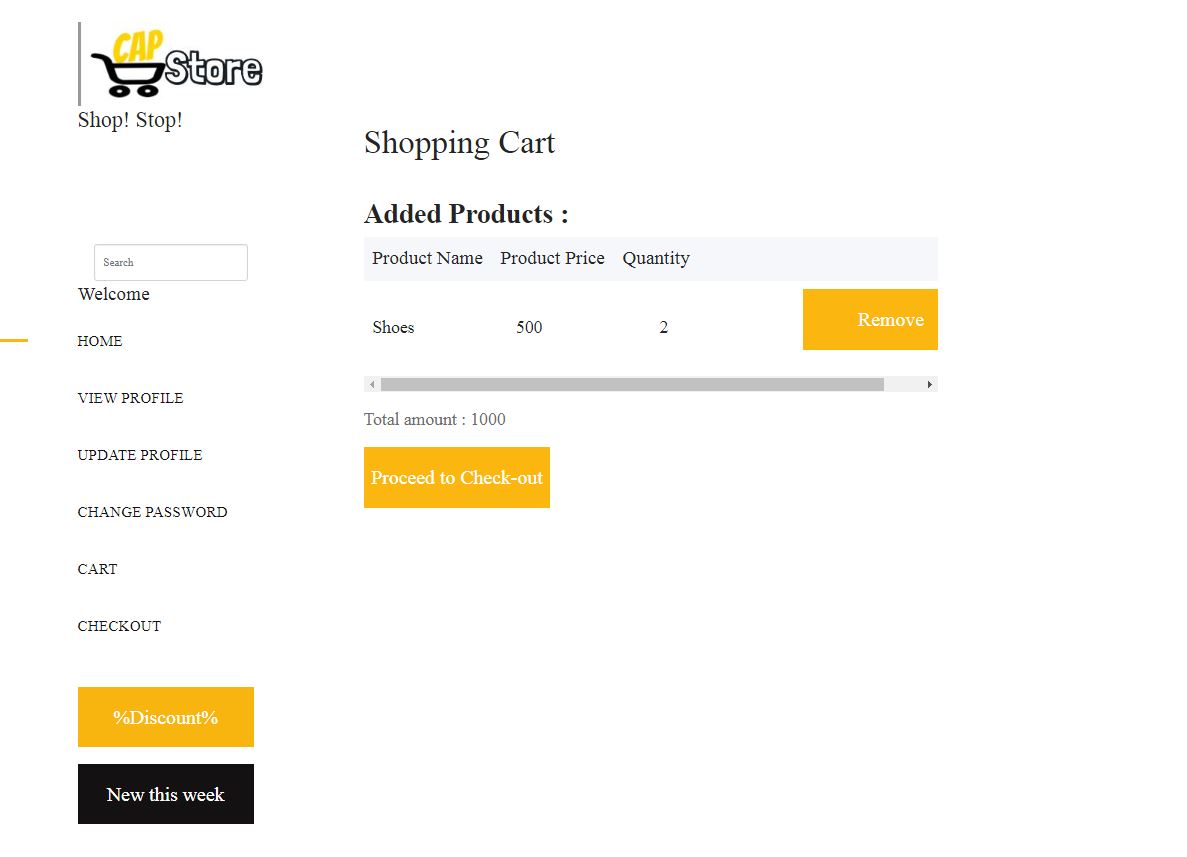 CAP
Store
Shop! Stop!
Search
Welcome
HOME
VIEW PROFILE
UPDATE PROFILE
CHANGE PASSWORD
CART
CHECKOUT
%Discount%
New this week
Shopping Cart
Added Products :
Product Name Product Price Quantity
Shoes 500 2 Remove
Total amount : 1000
Proceed to Check-out